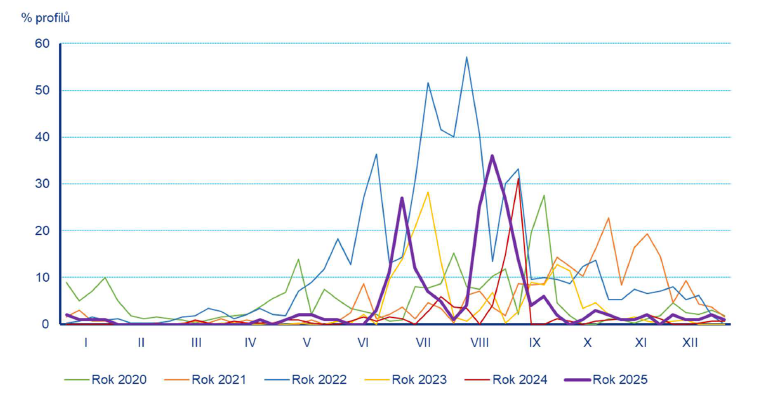 % profilů
60
50
40
30
20
10
0
I II III IV V VI VII VIII IX X XI XII
Rok 2020 Rok 2021 Rok 2022 Rok 2023 Rok 2024 Rok 2025